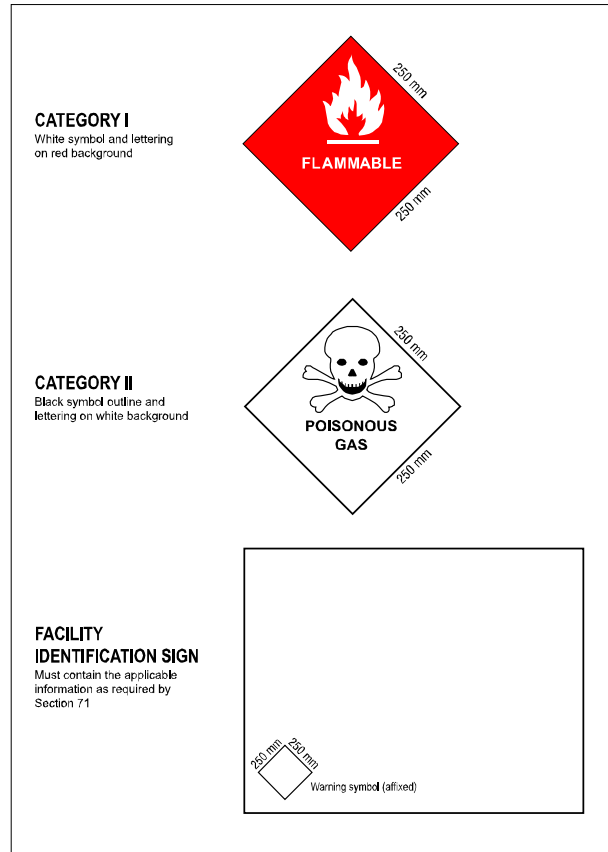 CATEGORY I
White symbol and lettering
on red background
250 mm
FLAMMABLE
250 mm
CATEGORY II
Black symbol outline and
lettering on white background
250 mm
POISONOUS
GAS
250 mm
FACILITY
IDENTIFICATION SIGN
Must contain the applicable
information as required by
Section 71
250 mm
250 mm
Warning symbol (affixed)